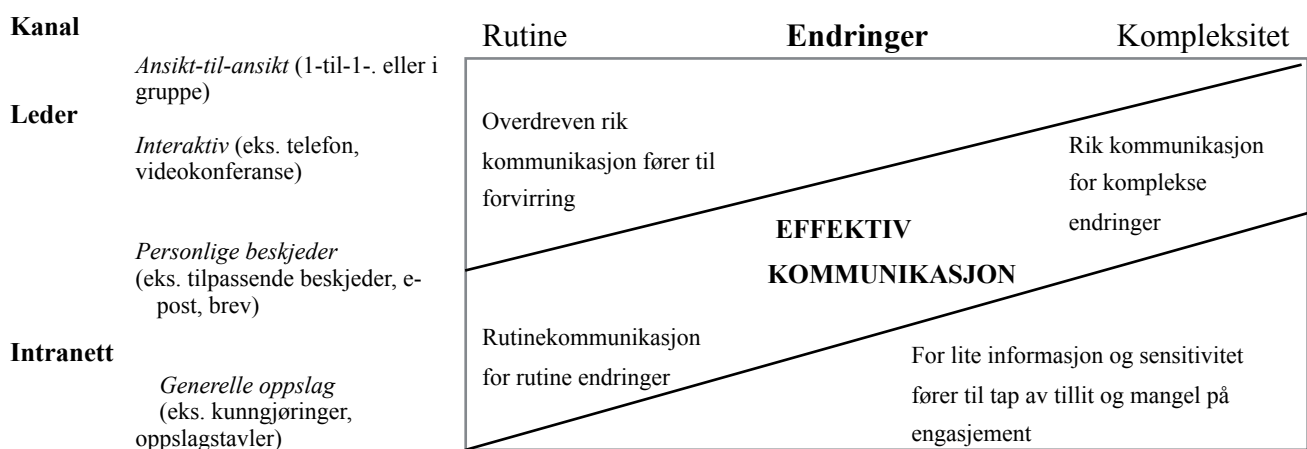 Kanal
Ansikt-til-ansikt (1-til-1-. eller i
gruppe)
Leder
Interaktiv (eks. telefon,
videokonferanse)
Personlige beskjeder
(eks. tilpassende beskjeder, e-
post, brev)
Intranett
Generelle oppslag
(eks. kunngjøringer,
oppslagstavler)
Rutine
Endringer
Kompleksitet
Overdreven rik
kommunikasjon fører til
forvirring
Rik kommunikasjon
for komplekse
endringer
EFFEKTIV
KOMMUNIKASJON
Rutinekommunikasjon
for rutine endringer
For lite informasjon og sensitivitet
fører til tap av tillit og mangel på
engasjement